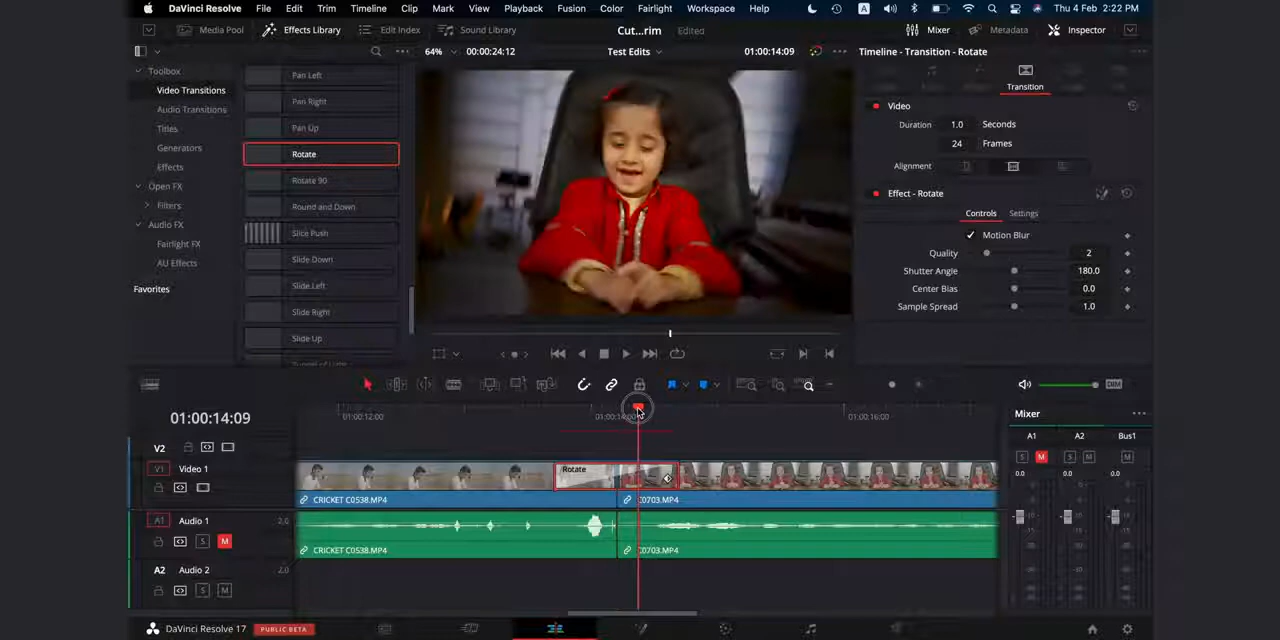 DaVinci Resolve File Edit Trim Timeline Clip Mark View Playback Fusion Color Fairlight Workspace Help A Thu 4 Feb 2:22 PM
Media Pool Effects Library Edit Index Sound Library Cut...rim Edited Mixer Metadata Inspector
64% 00:00:24:12 Test Edits 01:00:14:09 Timeline - Transition - Rotate
Toolbox
Video Transitions
Audio Transitions
Titles
Generators
Effects
Open FX
Filters
Audio FX
Fairlight FX
AU Effects
Favorites
Pan Left
Pan Right
Pan Up
Rotate
Rotate 90
Round and Down
Slice Push
Slide Down
Slide Left
Slide Right
Slide Up
Transition
Video
Duration 1.0 Seconds
24 Frames
Alignment
Effect - Rotate
Controls Settings
Motion Blur
Quality 2
Shutter Angle 180.0
Center Bias 0.0
Sample Spread 1.0
DIM
01:00:14:09
01:00:12:00 01:00:16:00
V2
V1 Video 1
Rotate
CRICKET C0538.MP4 C0703.MP4
A1 Audio 1 2.0
S M
CRICKET C0538.MP4 C0703.MP4
A2 Audio 2 2.0
S M
Mixer
A1 A2 Bus1
S M S M M
0.0 0.0 0.0
DaVinci Resolve 17 PUBLIC BETA